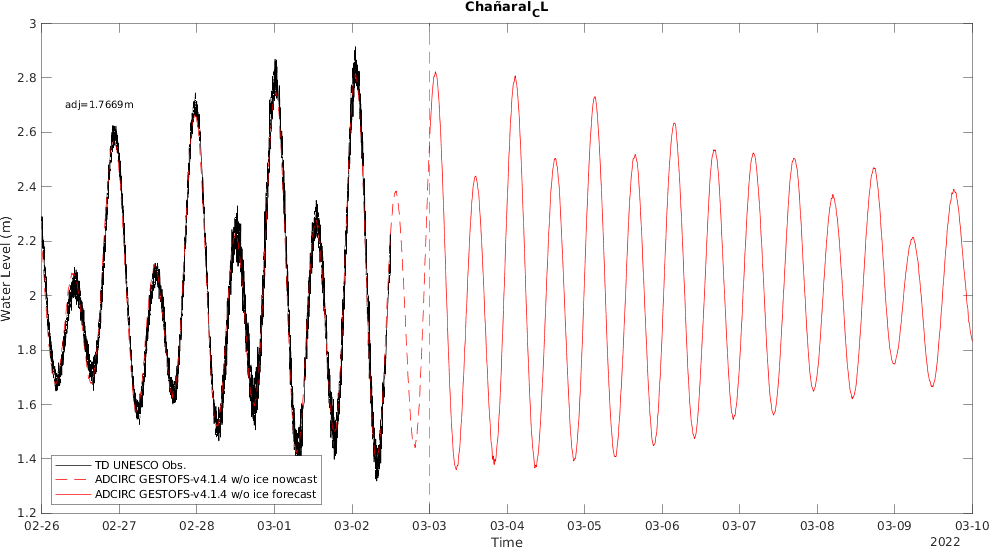 Chañaral_CL
3
2.8
adj=1.7669m
2.6
2.4
2.2
Water Level (m)
2
1.8
1.6
1.4
1.2
TD UNESCO Obs.
ADCIRC GESTOFS-v4.1.4 w/o ice nowcast
ADCIRC GESTOFS-v4.1.4 w/o ice forecast
02-26 02-27 02-28 03-01 03-02 03-03 03-04 03-05 03-06 03-07 03-08 03-09 03-10
Time
2022